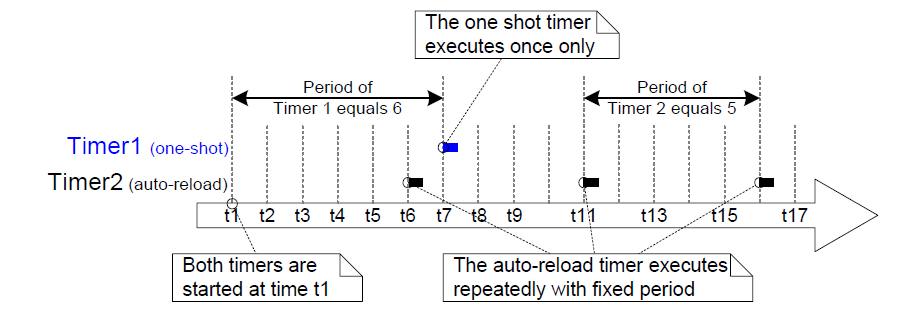 The one shot timer
executes once only
Period of
Timer 1 equals 6
Period of
Timer 2 equals 5
Timer1 (one-shot)
Timer2 (auto-reload)
t1 t2 t3 t4 t5 t6 t7 t8 t9 t11 t13 t15 t17
Both timers are
started at time t1
The auto-reload timer executes
repeatedly with fixed period